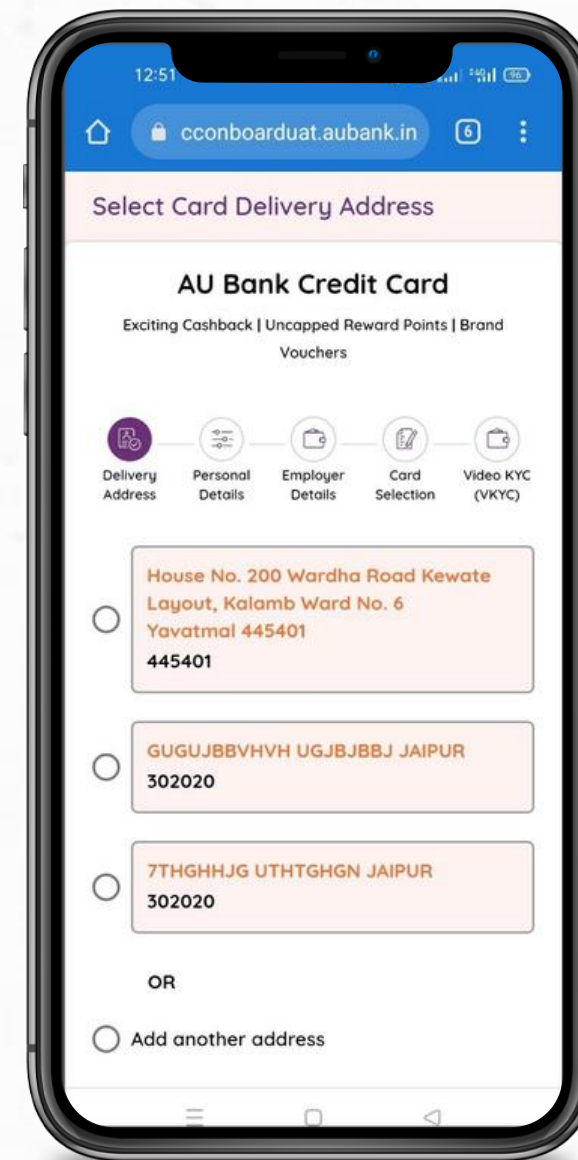 12:51
96
cconboarduat.aubank.in
6
Select Card Delivery Address
AU Bank Credit Card
Exciting Cashback | Uncapped Reward Points | Brand
Vouchers
Delivery Address
Personal Details
Employer Details
Card Selection
Video KYC (VKYC)
House No. 200 Wardha Road Kewate
Layout, Kalamb Ward No. 6
Yavatmal 445401
445401
GUGUJBBVHVH UGJBJBBJ JAIPUR
302020
7THGHHJG UTHTGHGN JAIPUR
302020
OR
Add another address